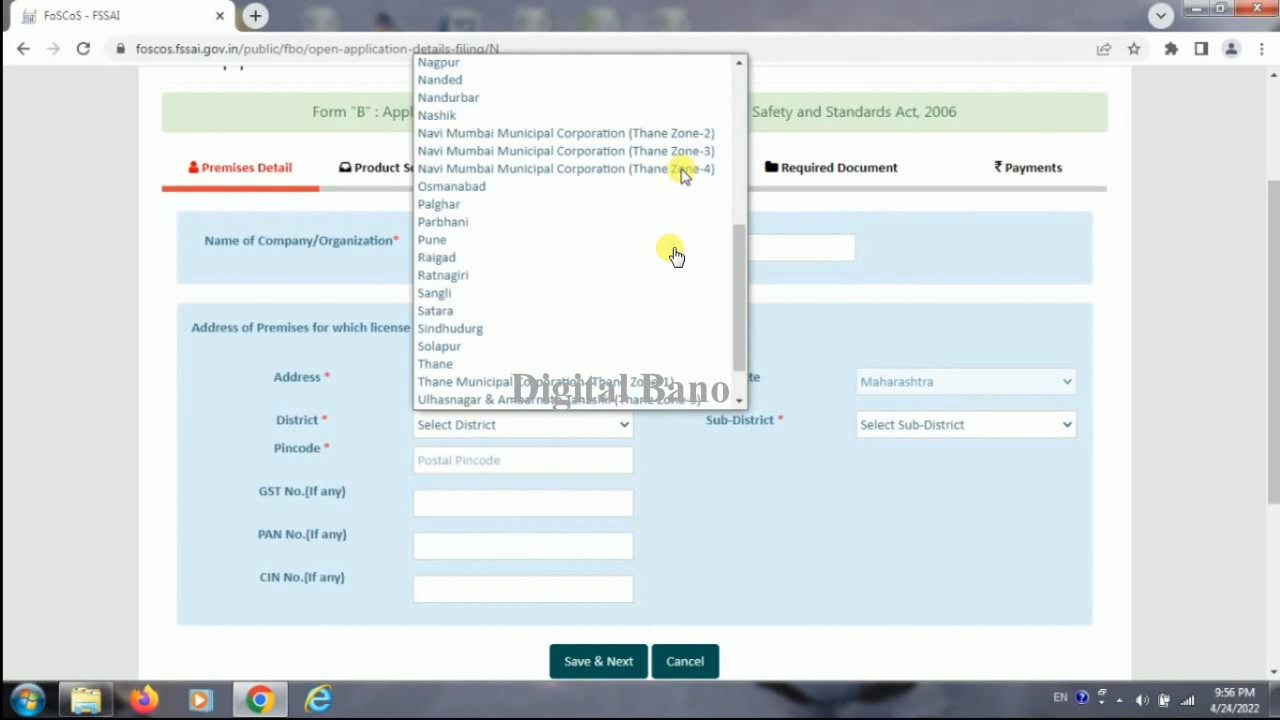 FoSCoS - FSSAI
foscos.fssai.gov.in/public/fbo/open-application-details-filing/N
Form "B" : Appl
Safety and Standards Act, 2006
Premises Detail
Product Se
Required Document
₹ Payments
Name of Company/Organization*
Nagpur
Nanded
Nandurbar
Nashik
Navi Mumbai Municipal Corporation (Thane Zone-2)
Navi Mumbai Municipal Corporation (Thane Zone-3)
Navi Mumbai Municipal Corporation (Thane Zone-4)
Osmanabad
Palghar
Parbhani
Pune
Raigad
Ratnagiri
Sangli
Satara
Sindhudurg
Solapur
Thane
Thane Municipal Corporation (Thane Zone-1)
Ulhasnagar & Ambarnath
Digital Bano
Address of Premises for which license
Address *
te
Maharashtra
District *
Select District
Sub-District *
Select Sub-District
Pincode *
Postal Pincode
GST No.(If any)
PAN No.(If any)
CIN No.(If any)
Save & Next
Cancel
EN
9:56 PM
4/24/2022